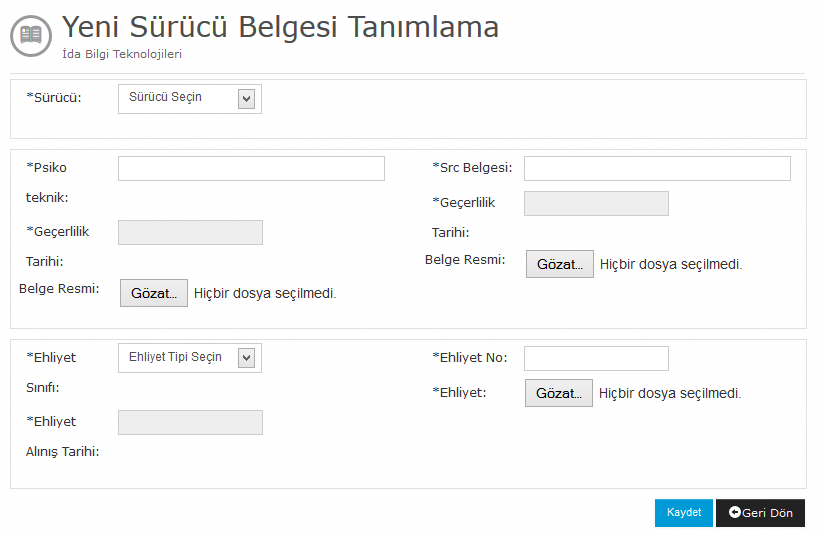 Yeni Sürücü Belgesi Tanımlama
İda Bilgi Teknolojileri
*Sürücü: Sürücü Seçin
*Psiko teknik:
*Geçerlilik Tarihi:
Belge Resmi: Gözat... Hiçbir dosya seçilmedi.
*Src Belgesi:
*Geçerlilik Tarihi:
Belge Resmi: Gözat... Hiçbir dosya seçilmedi.
*Ehliyet Sınıfı: Ehliyet Tipi Seçin
*Ehliyet Alınış Tarihi:
*Ehliyet No:
*Ehliyet: Gözat... Hiçbir dosya seçilmedi.
Kaydet Geri Dön